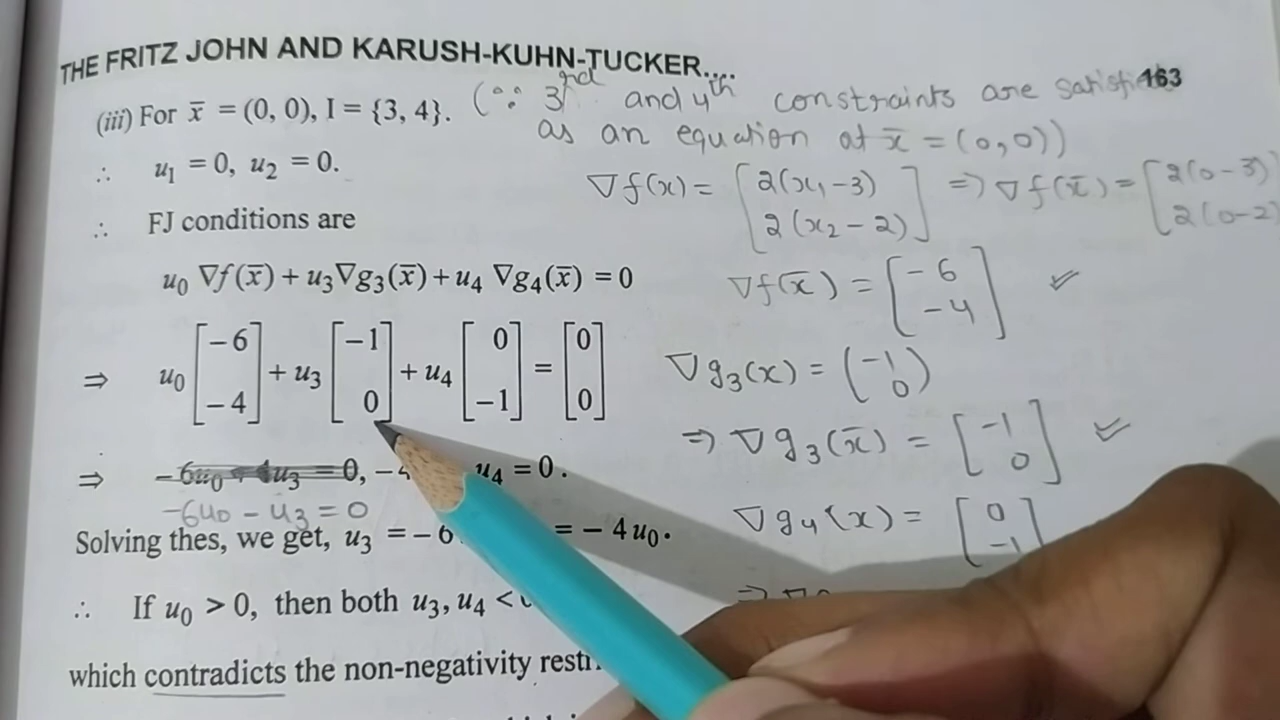 THE FRITZ JOHN AND KARUSH-KUHN-TUCKER.... 163
(iii) For x̄ = (0, 0), I = {3, 4}. (∵ 3rd and 4th constraints are
as an equation at x̄ = (0,0))
∴ u₁ = 0, u₂ = 0.
∇f(x) = [2(x₁-3) 2(x₂-2)] => ∇f(x̄) = [2(0-3) 2(0-2)
∴ FJ conditions are
u₀ ∇f(x̄) + u₃∇g₃(x̄) + u₄ ∇g₄(x̄) = 0
∇f(x̄) = [-6 -4] ✓
⇒ u₀ [-6 -4] + u₃ [-1 0] + u₄ [0 -1] = [0 0]
∇g₃(x) = (-1 0)
=> ∇g₃(x̄) = [-1 0] ✓
⇒ -6u₀ + 4u₃ = 0, -4 u₄ = 0.
-6u₀ - u₃ = 0
∇g₄(x) = [0 -1]
Solving thes, we get, u₃ = -6 = -4u₀.
∴ If u₀ > 0, then both u₃, u₄ <
=>
which contradicts the non-negativity